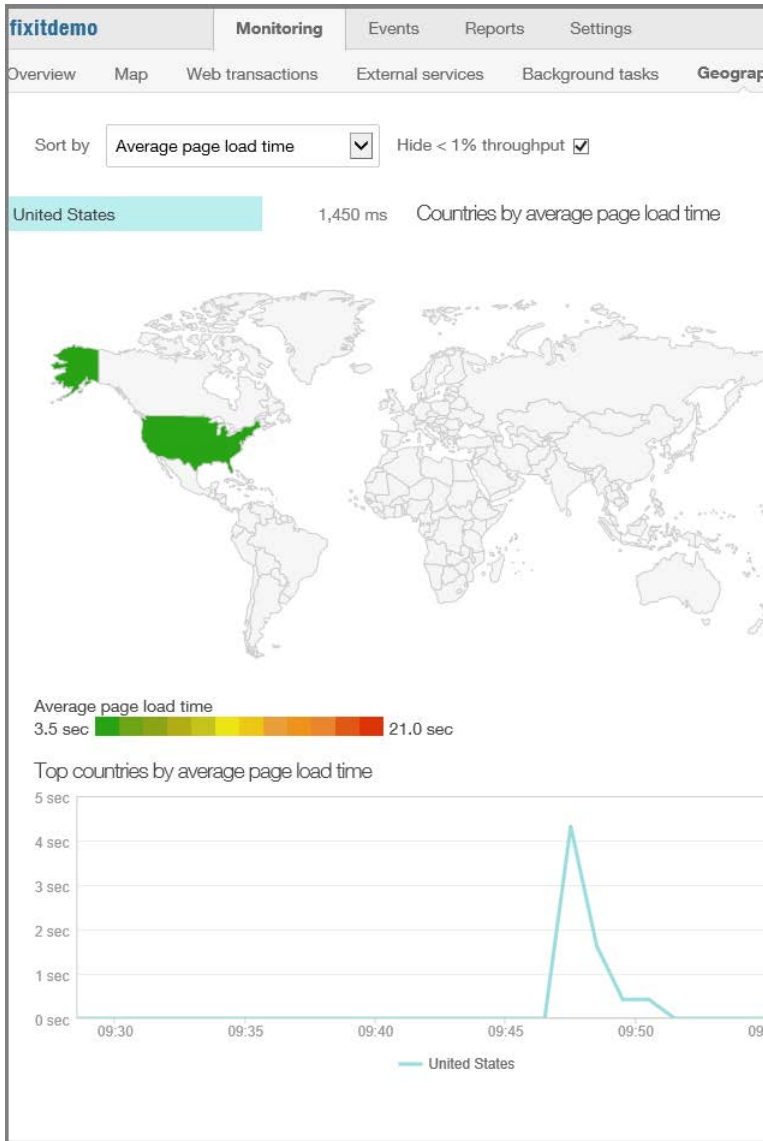 fixitdemo Monitoring Events Reports Settings
Overview Map Web transactions External services Background tasks Geograp
Sort by Average page load time Hide < 1% throughput
United States 1,450 ms Countries by average page load time
Average page load time
3.5 sec 21.0 sec
Top countries by average page load time
5 sec
4 sec
3 sec
2 sec
1 sec
0 sec
09:30 09:35 09:40 09:45 09:50 09
United States